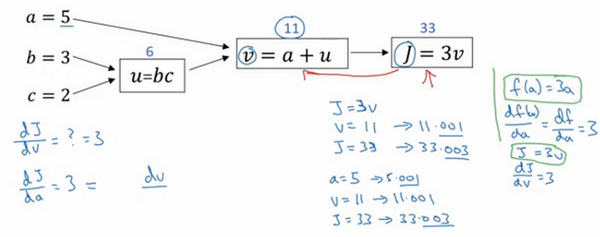 a = 5
b = 3
c = 2
6
u=bc
11
v = a + u
33
J = 3v
dJ/dv = ? = 3
dJ/da = 3 = dv
J = 3v
v = 11 → 11.001
J = 33 → 33.003
a = 5 → 5.001
v = 11 → 11.001
J = 33 → 33.003
f(a) = 3a
df(a)/da = df/da = 3
J = 3v
dJ/dv = 3